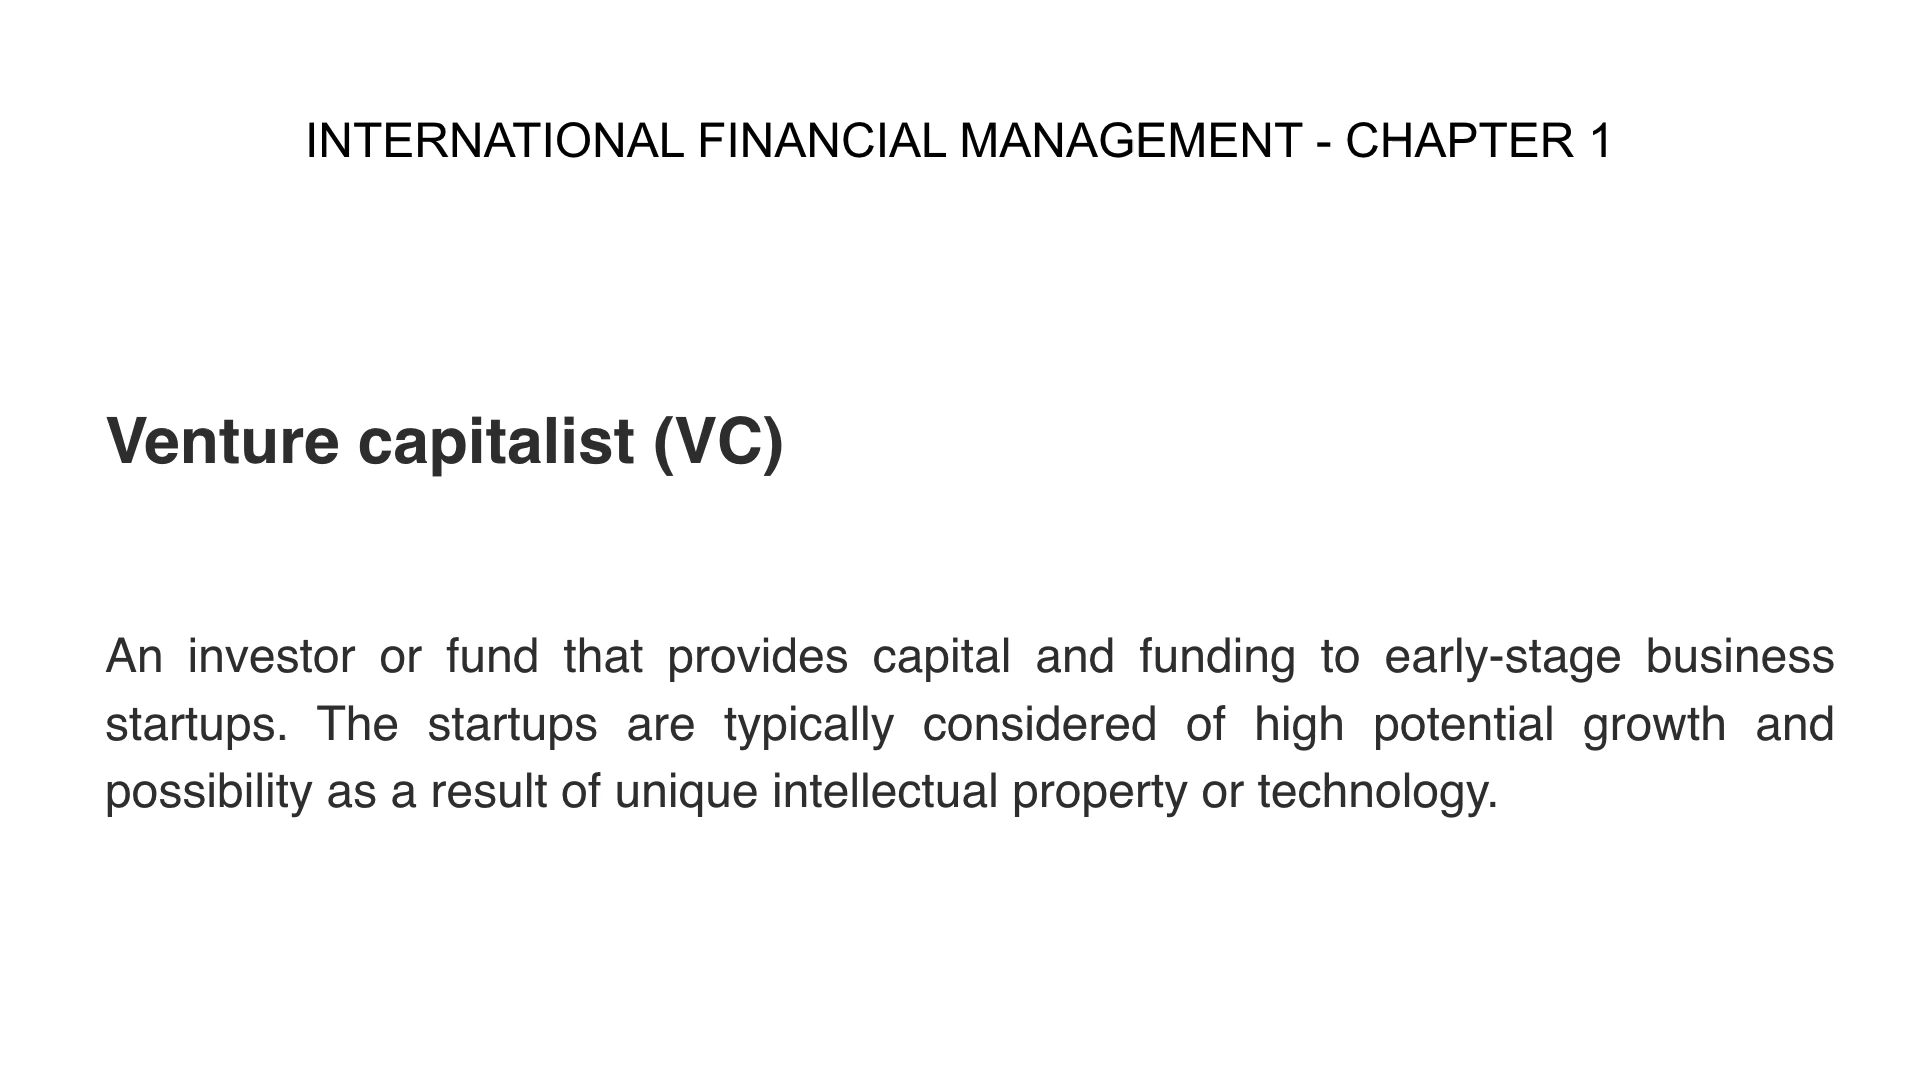 INTERNATIONAL FINANCIAL MANAGEMENT - CHAPTER 1
Venture capitalist (VC)
An investor or fund that provides capital and funding to early-stage business
startups. The startups are typically considered of high potential growth and
possibility as a result of unique intellectual property or technology.